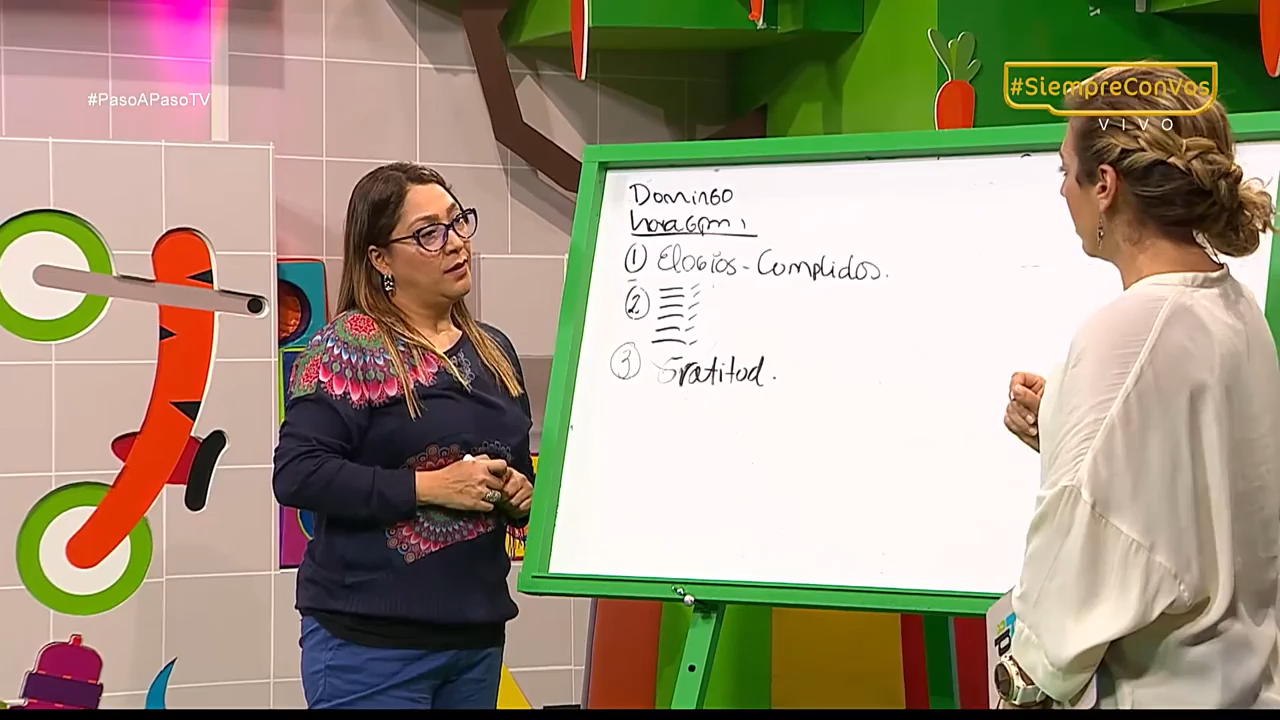 #PasoAPasoTV
#SiempreConVos
VIVO
Domingo
hora 6pm
① Elogios - Cumplidos.
②
③ Gratitud.